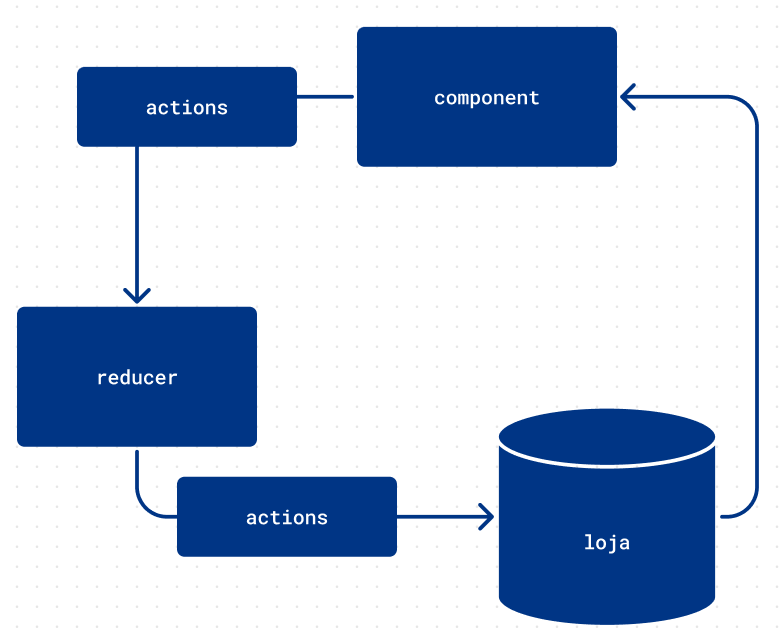 component
actions
reducer
actions
loja